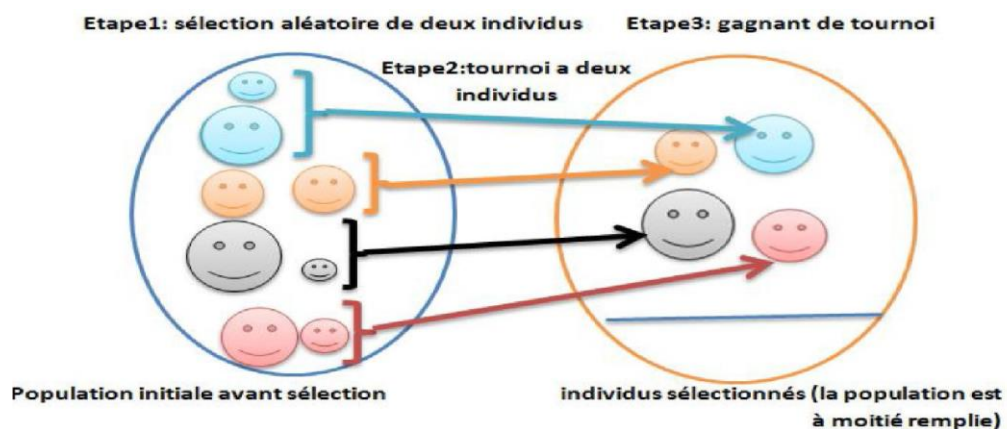 Etape1: sélection aléatoire de deux individus
Etape3: gagnant de tournoi
Etape2:tournoi a deux
individus
Population initiale avant sélection
individus sélectionnés (la population est
à moitié remplie)